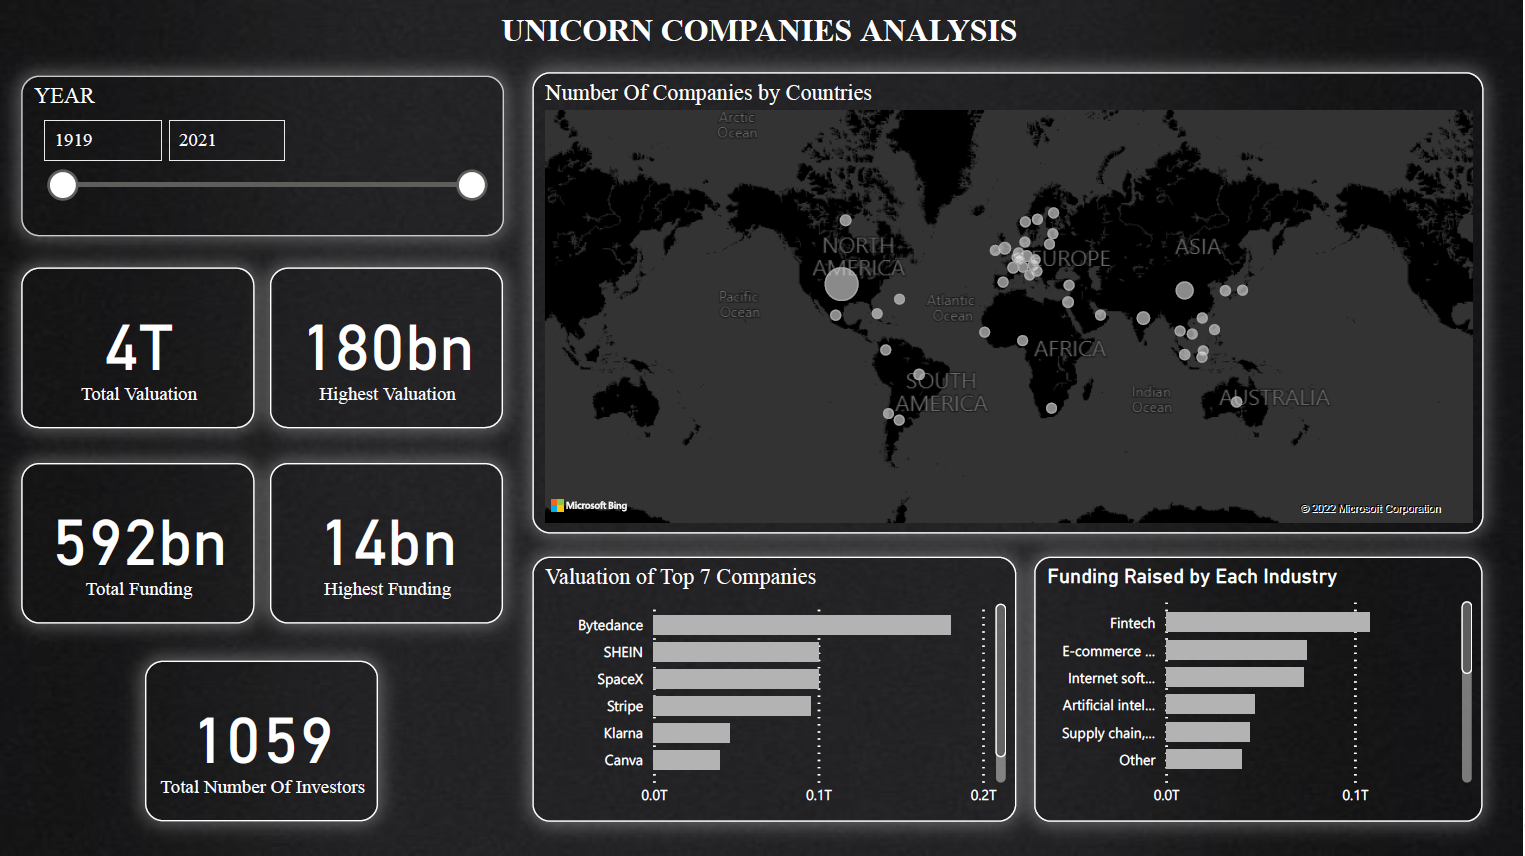 UNICORN COMPANIES ANALYSIS
YEAR
1919
2021
4T
Total Valuation
180bn
Highest Valuation
592bn
Total Funding
14bn
Highest Funding
1059
Total Number Of Investors
Number Of Companies by Countries
Arctic
Ocean
NORTH
AMERICA
EUROPE
ASIA
Pacific
Ocean
Atlantic
Ocean
AFRICA
SOUTH
AMERICA
Indian
Ocean
AUSTRALIA
Microsoft Bing
© 2022 Microsoft Corporation
Valuation of Top 7 Companies
Bytedance
SHEIN
SpaceX
Stripe
Klarna
Canva
0.0T
0.1T
0.2T
Funding Raised by Each Industry
Fintech
E-commerce ...
Internet soft...
Artificial intel...
Supply chain,...
Other
0.0T
0.1T